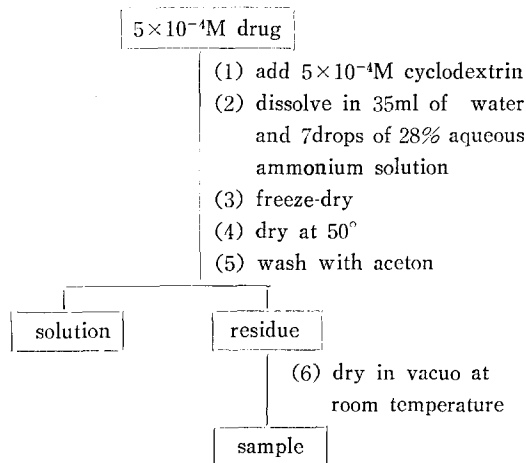 5×10⁻⁴M drug
(1) add 5×10⁻⁴M cyclodextrin
(2) dissolve in 35ml of water
and 7drops of 28% aqueous
ammonium solution
(3) freeze-dry
(4) dry at 50°
(5) wash with aceton
solution residue
(6) dry in vacuo at
room temperature
sample